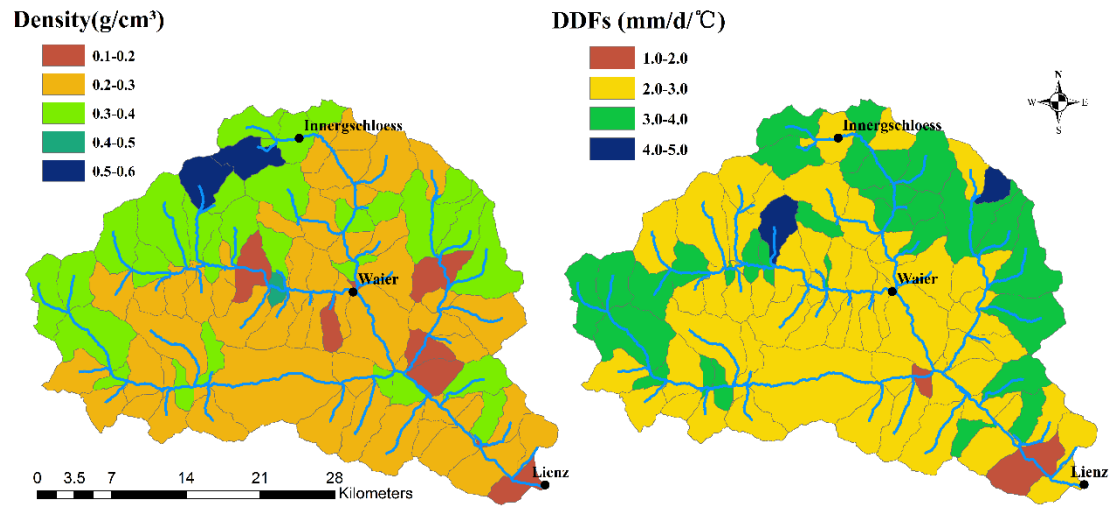 Density(g/cm³)
0.1-0.2
0.2-0.3
0.3-0.4
0.4-0.5
0.5-0.6
Innergschloess
Waier
Lienz
0 3.5 7 14 21 28
Kilometers
DDFs (mm/d/℃)
1.0-2.0
2.0-3.0
3.0-4.0
4.0-5.0
N
W E
S
Innergschloess
Waier
Lienz